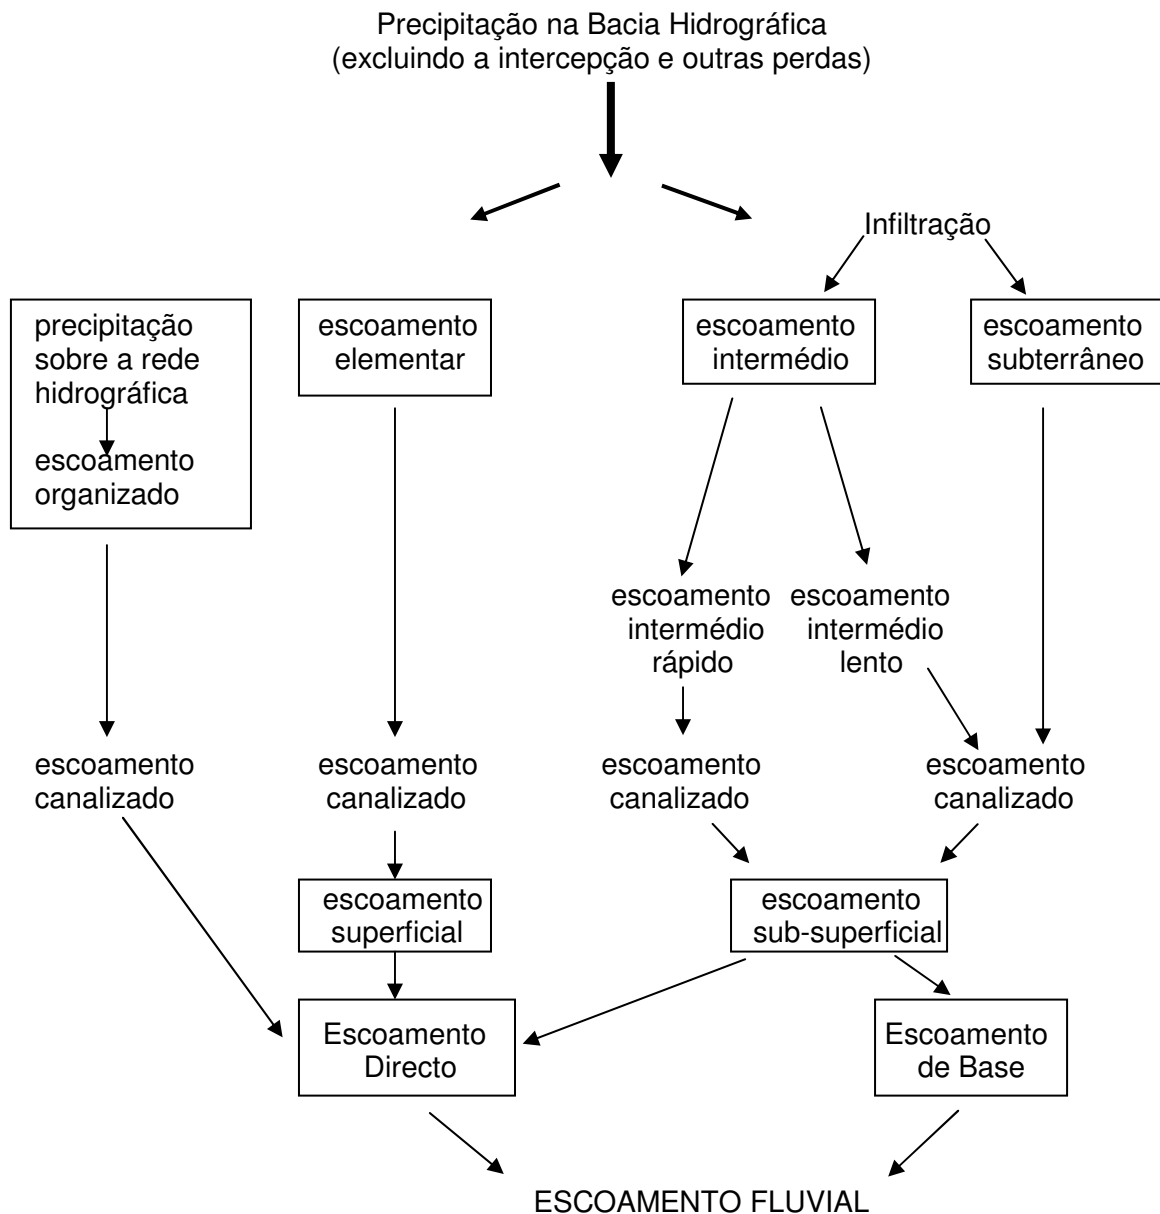 Precipitação na Bacia Hidrográfica
(excluindo a intercepção e outras perdas)
Infiltração
precipitação
sobre a rede
hidrográfica
escoamento
organizado
escoamento
elementar
escoamento
intermédio
escoamento
subterrâneo
escoamento
intermédio
rápido
escoamento
intermédio
lento
escoamento
canalizado
escoamento
canalizado
escoamento
canalizado
escoamento
canalizado
escoamento
superficial
escoamento
sub-superficial
Escoamento
Directo
Escoamento
de Base
ESCOAMENTO FLUVIAL